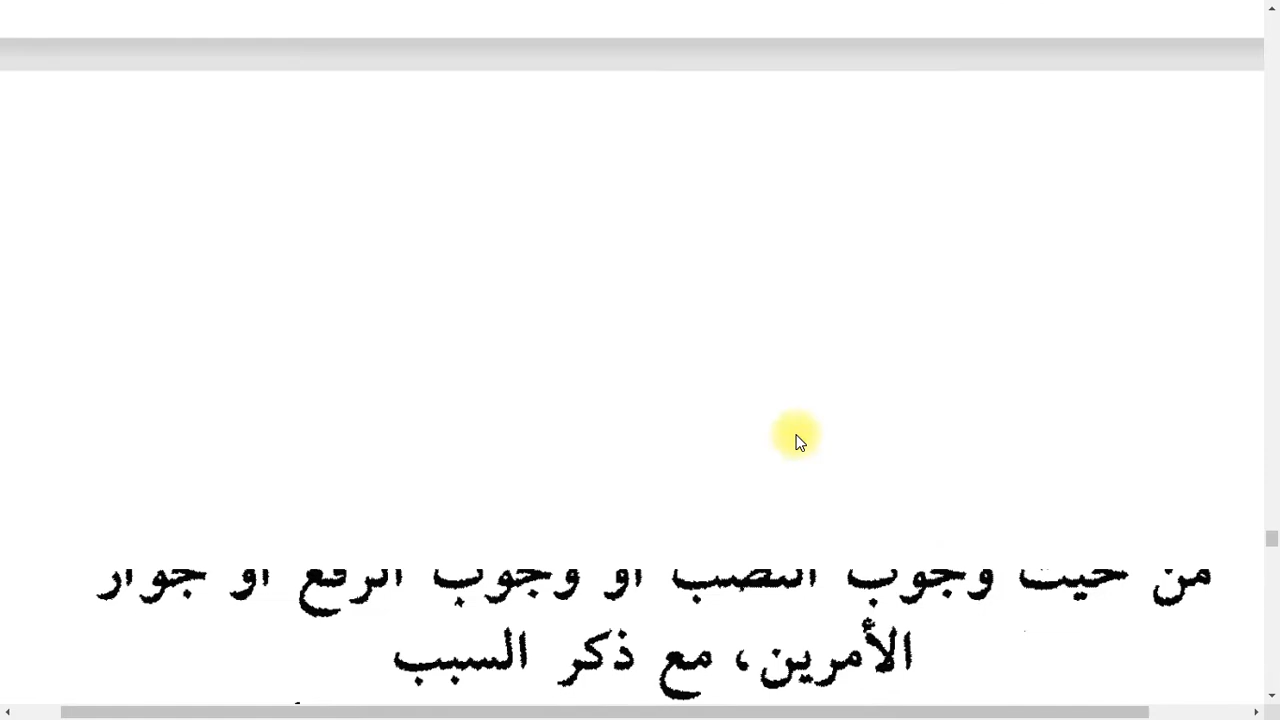 من حيث وجوب النصب أو وجوب الرفع أو جواز
الأمرين، مع ذكر السبب